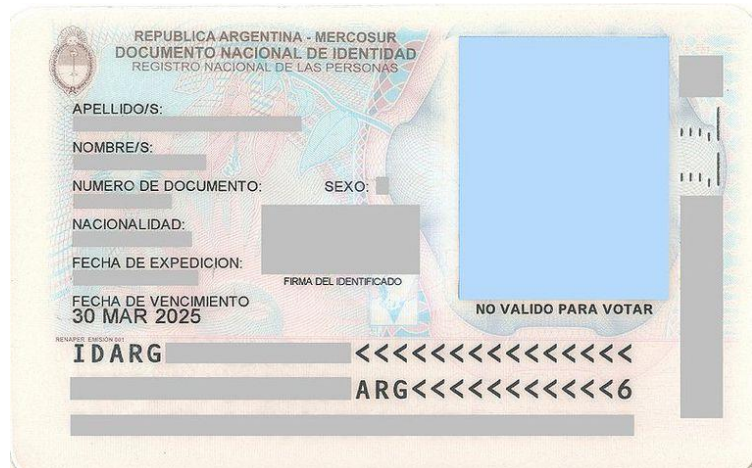 REPUBLICA ARGENTINA - MERCOSUR
DOCUMENTO NACIONAL DE IDENTIDAD
REGISTRO NACIONAL DE LAS PERSONAS
APELLIDO/S:
NOMBRE/S:
NUMERO DE DOCUMENTO: SEXO:
NACIONALIDAD:
FECHA DE EXPEDICION:
FIRMA DEL IDENTIFICADO
FECHA DE VENCIMIENTO
30 MAR 2025
NO VALIDO PARA VOTAR
RENAPER EMISIÓN 001
IDARG <<<<<<<<<<<<<<<
ARG<<<<<<<<<<<6